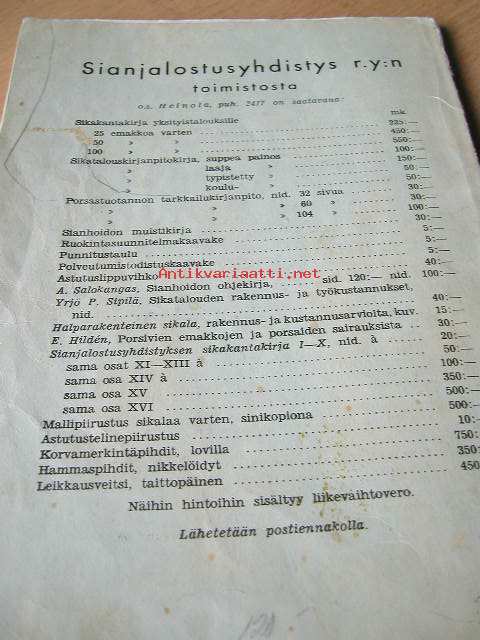 Sianjalostusyhdistys r.y:n
toimistosta
o.s. Heinola, puh. 2477 on saatavana:
mk
Sikakantakirja yksityistalouksille
25 emakkoa varten 225:—
50 » » 450:—
100 » » 550:—
Sikatalouskirjanpitokirja, suppea painos 100:—
» laaja » 150:—
» typistetty » 50:—
» koulu- » 50:—
Porsastuotannon tarkkailukirjanpito, nid. 32 sivua 30:—
» » » 60 » 30:—
» » » 104 » 100:—
Sianhoidon muistikirja 30:—
Ruokintasuunnitelmakaavake 5:—
Punnitustaulu 5:—
Polveutumistodistuskaavake 5:—
Astutuslippuvihko 40:—
A. Salokangas, Sianhoidon ohjekirja, sid. 120:— nid. 100:—
Yrjö P. Sipilä, Sikatalouden rakennus- ja työkustannukset,
nid. 40:—
Halparakenteinen sikala, rakennus- ja kustannusarvioita, kuv. 15:—
E. Hildén, Porsivien emakkojen ja porsaiden sairauksista 30:—
Sianjalostusyhdistyksen sikakantakirja I—X, nid. à 20:—
sama osat XI—XIII à 50:—
sama osa XIV à 100:—
sama osa XV 350:—
sama osa XVI 500:—
Mallipiirustus sikalaa varten, sinikopiona 500:—
Astutustelinepiirustus 10:—
Korvamerkintäpihdit, lovilla 750:—
Hammaspihdit, nikkelöidyt 350:—
Leikkausveitsi, taittopäinen 450
Näihin hintoihin sisältyy liikevaihtovero.
Lähetetään postiennakolla.
Antikvariaatti.net